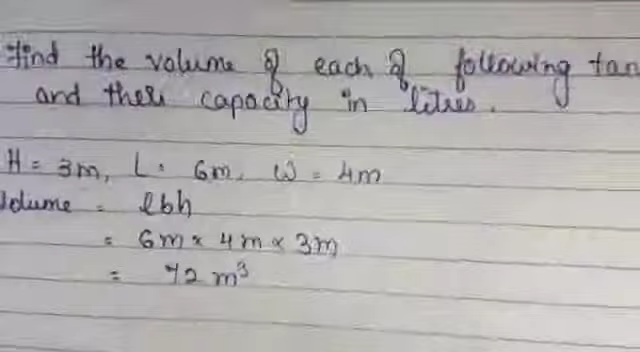 Find the volume of each of following tan
and their capacity in litres.
H = 3m, L = 6m, W = 4m
Volume = lbh
= 6m × 4m × 3m
= 72 m³